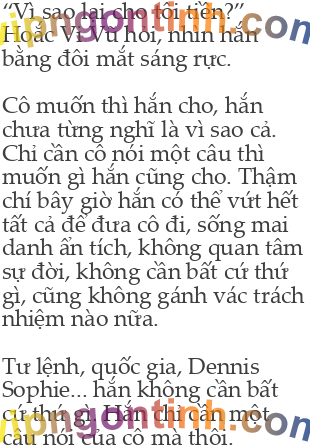 “Vì sao lại cho tôi tiền?”
Hoắc Vi Vũ hỏi, nhìn hắn
bằng đôi mắt sáng rực.
Cô muốn thì hắn cho, hắn
chưa từng nghĩ là vì sao cả.
Chỉ cần cô nói một câu thì
muốn gì hắn cũng cho. Thậm
chí bây giờ hắn có thể vứt hết
tất cả để đưa cô đi, sống mai
danh ẩn tích, không quan tâm
sự đời, không cần bất cứ thứ
gì, cũng không gánh vác trách
nhiệm nào nữa.
Tư lệnh, quốc gia, Dennis
Sophie... hắn không cần bất
cứ thứ gì. Hắn chỉ cần một
câu nói của cô mà thôi.
vipngontinh.com
vipngontinh.com